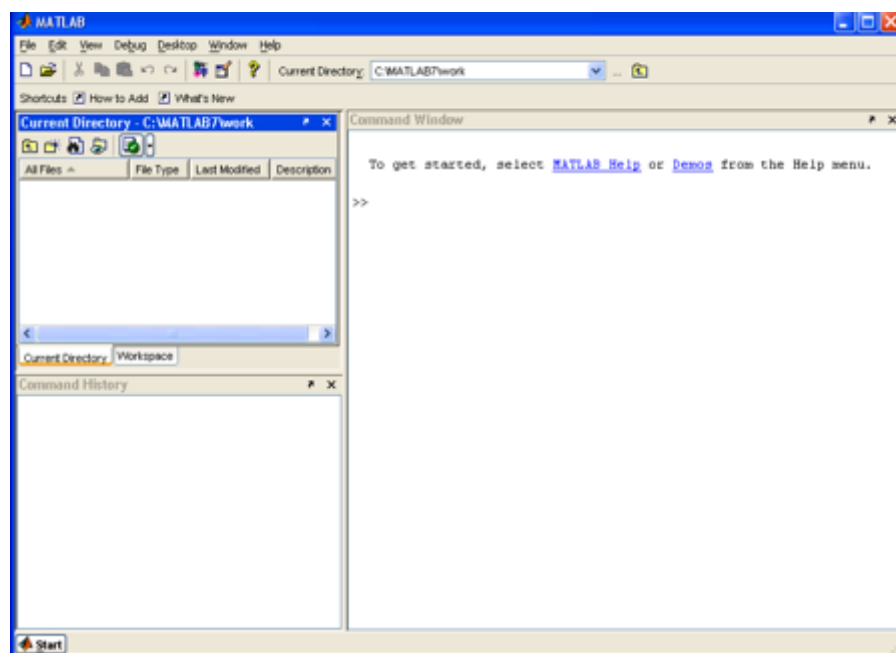 MATLAB
File Edit View Debug Desktop Window Help
Current Directory: C:\MATLAB7\work
Shortcuts How to Add What's New
Current Directory - C:\MATLAB7\work
All Files File Type Last Modified Description
Current Directory Workspace
Command History
Command Window
To get started, select MATLAB Help or Demos from the Help menu.
>>
Start